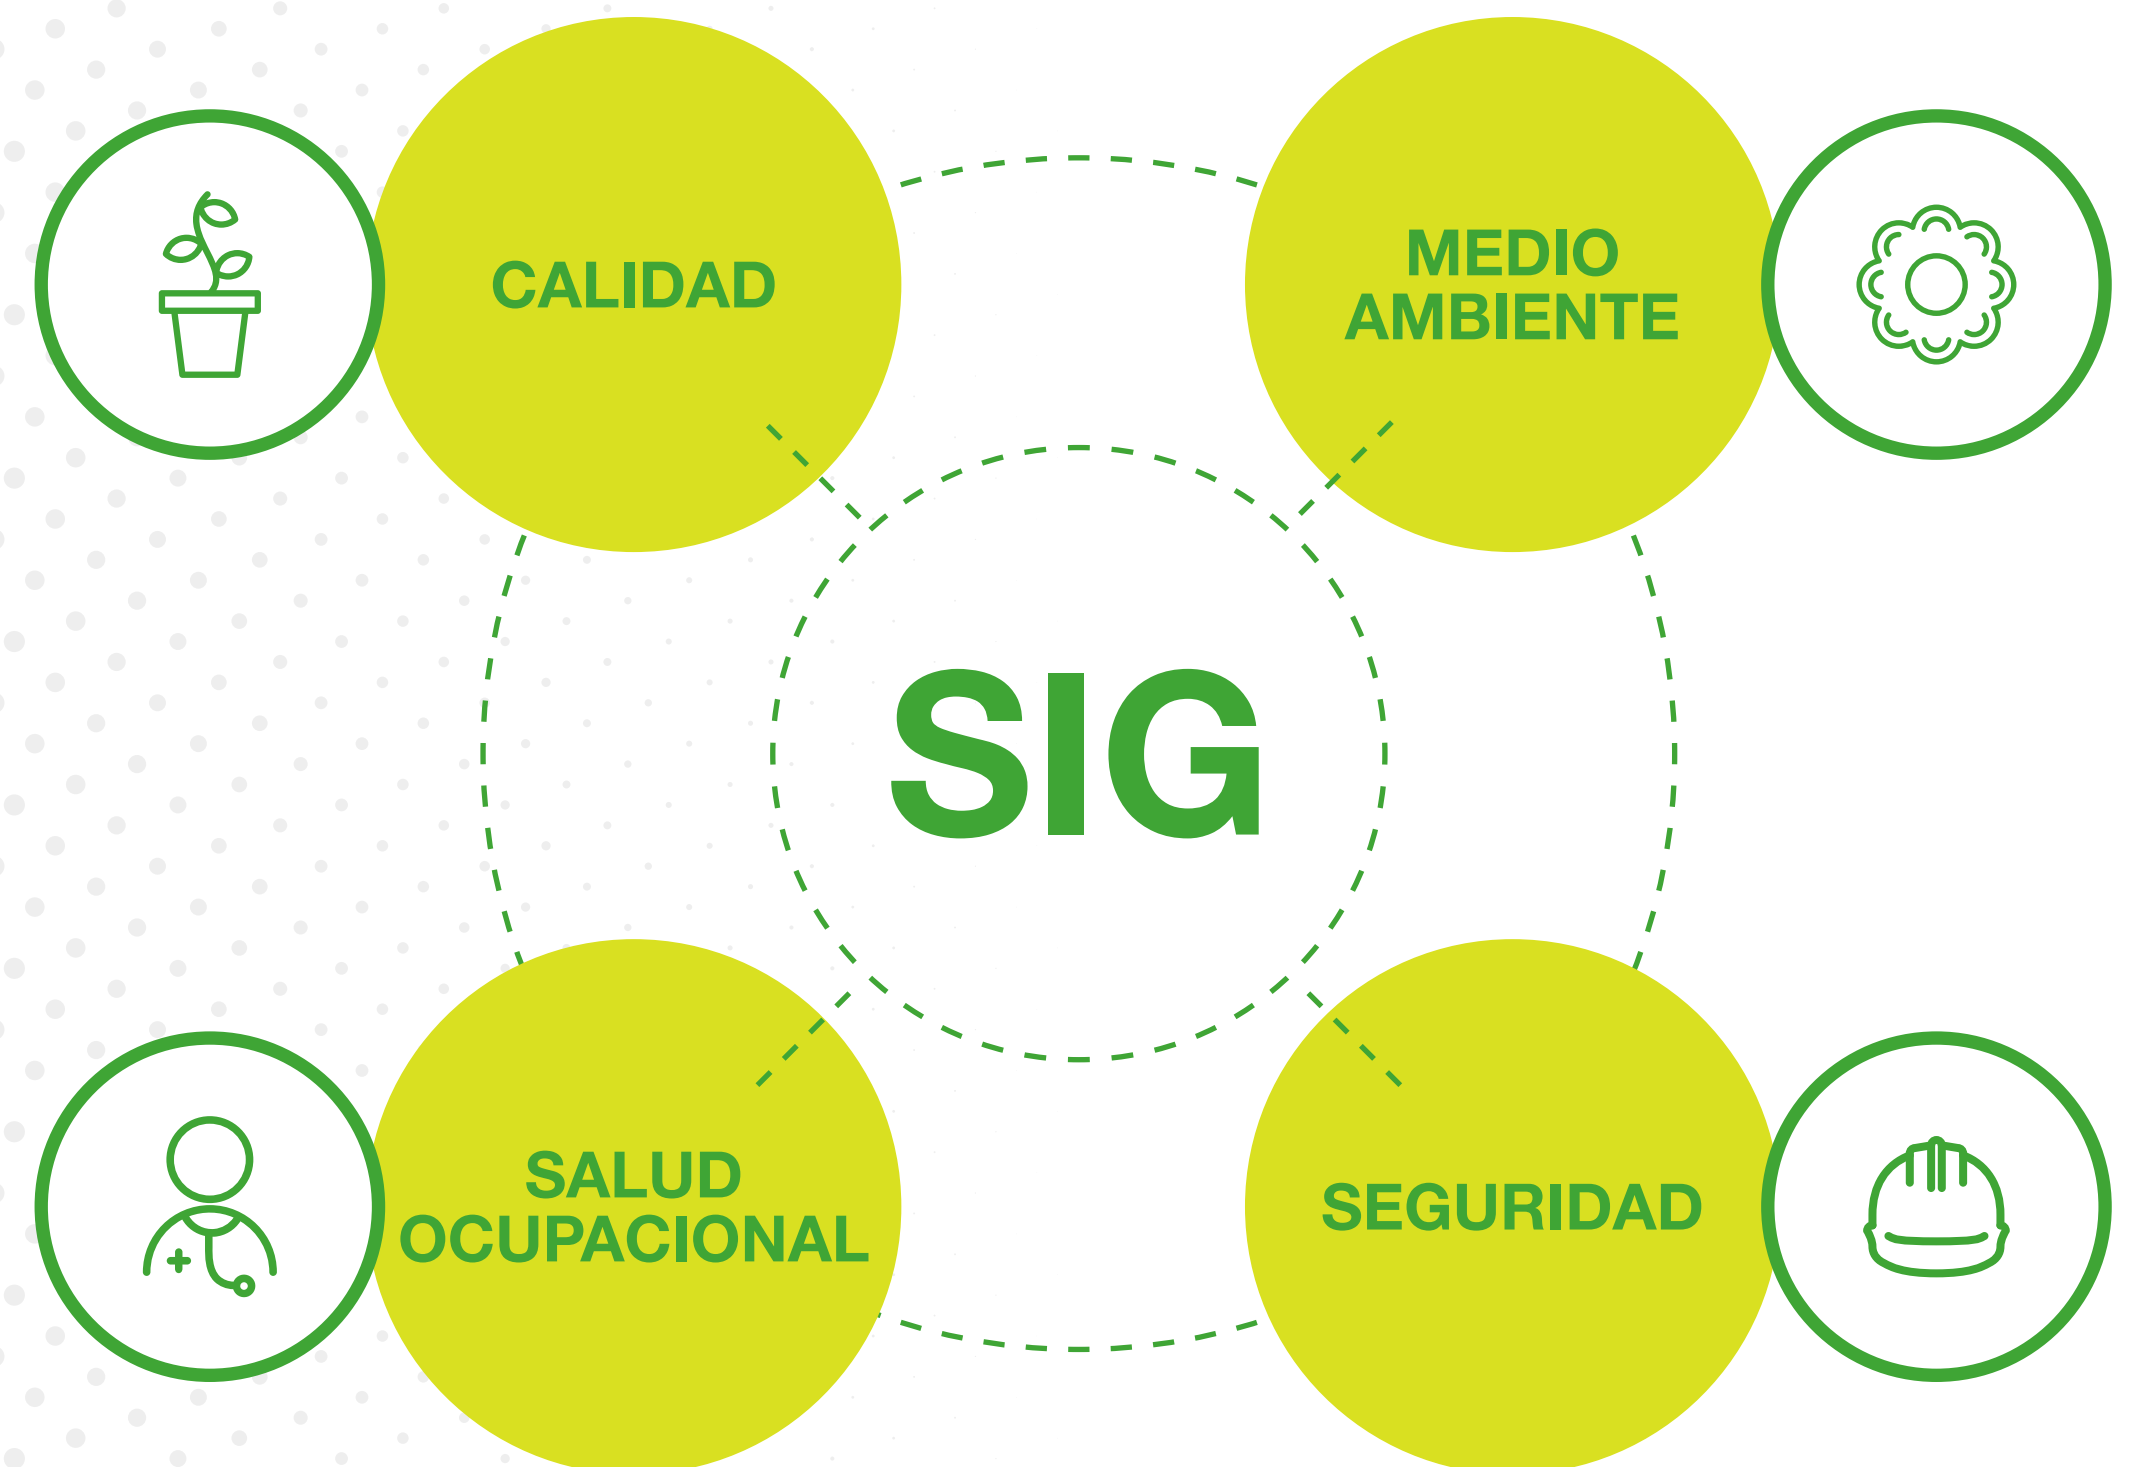 CALIDAD
MEDIO
AMBIENTE
SIG
SALUD
OCUPACIONAL
SEGURIDAD